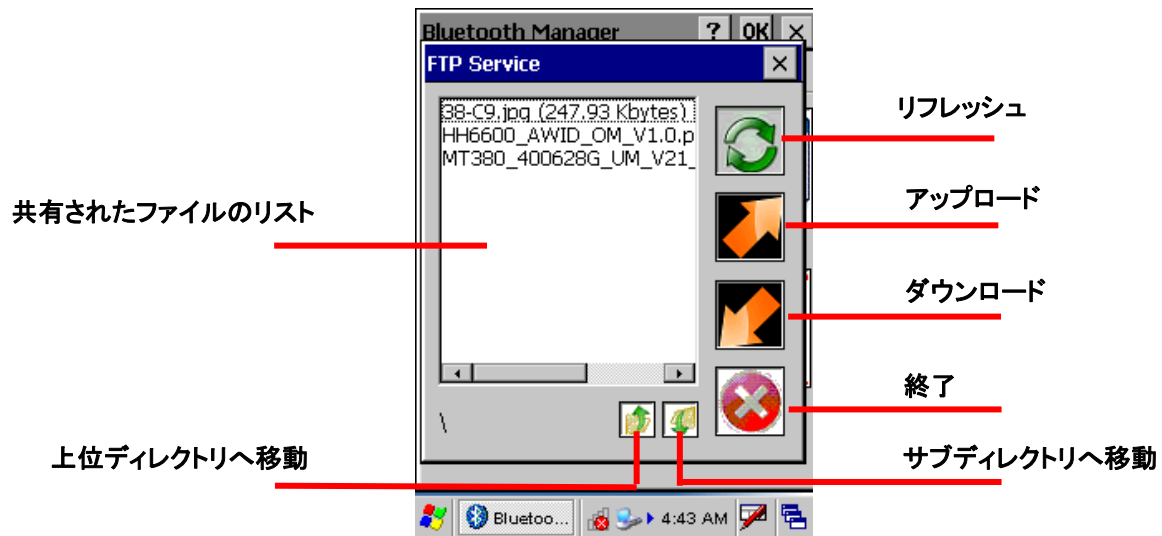 Bluetooth Manager ? OK ×
FTP Service ×
38-C9.jpg (247.93 Kbytes)
HH6600_AWID_OM_V1.0.p
MT380_400628G_UM_V21_
リフレッシュ
アップロード
共有されたファイルのリスト
ダウンロード
終了
\
上位ディレクトリへ移動
サブディレクトリへ移動
Bluetoo... 4:43 AM